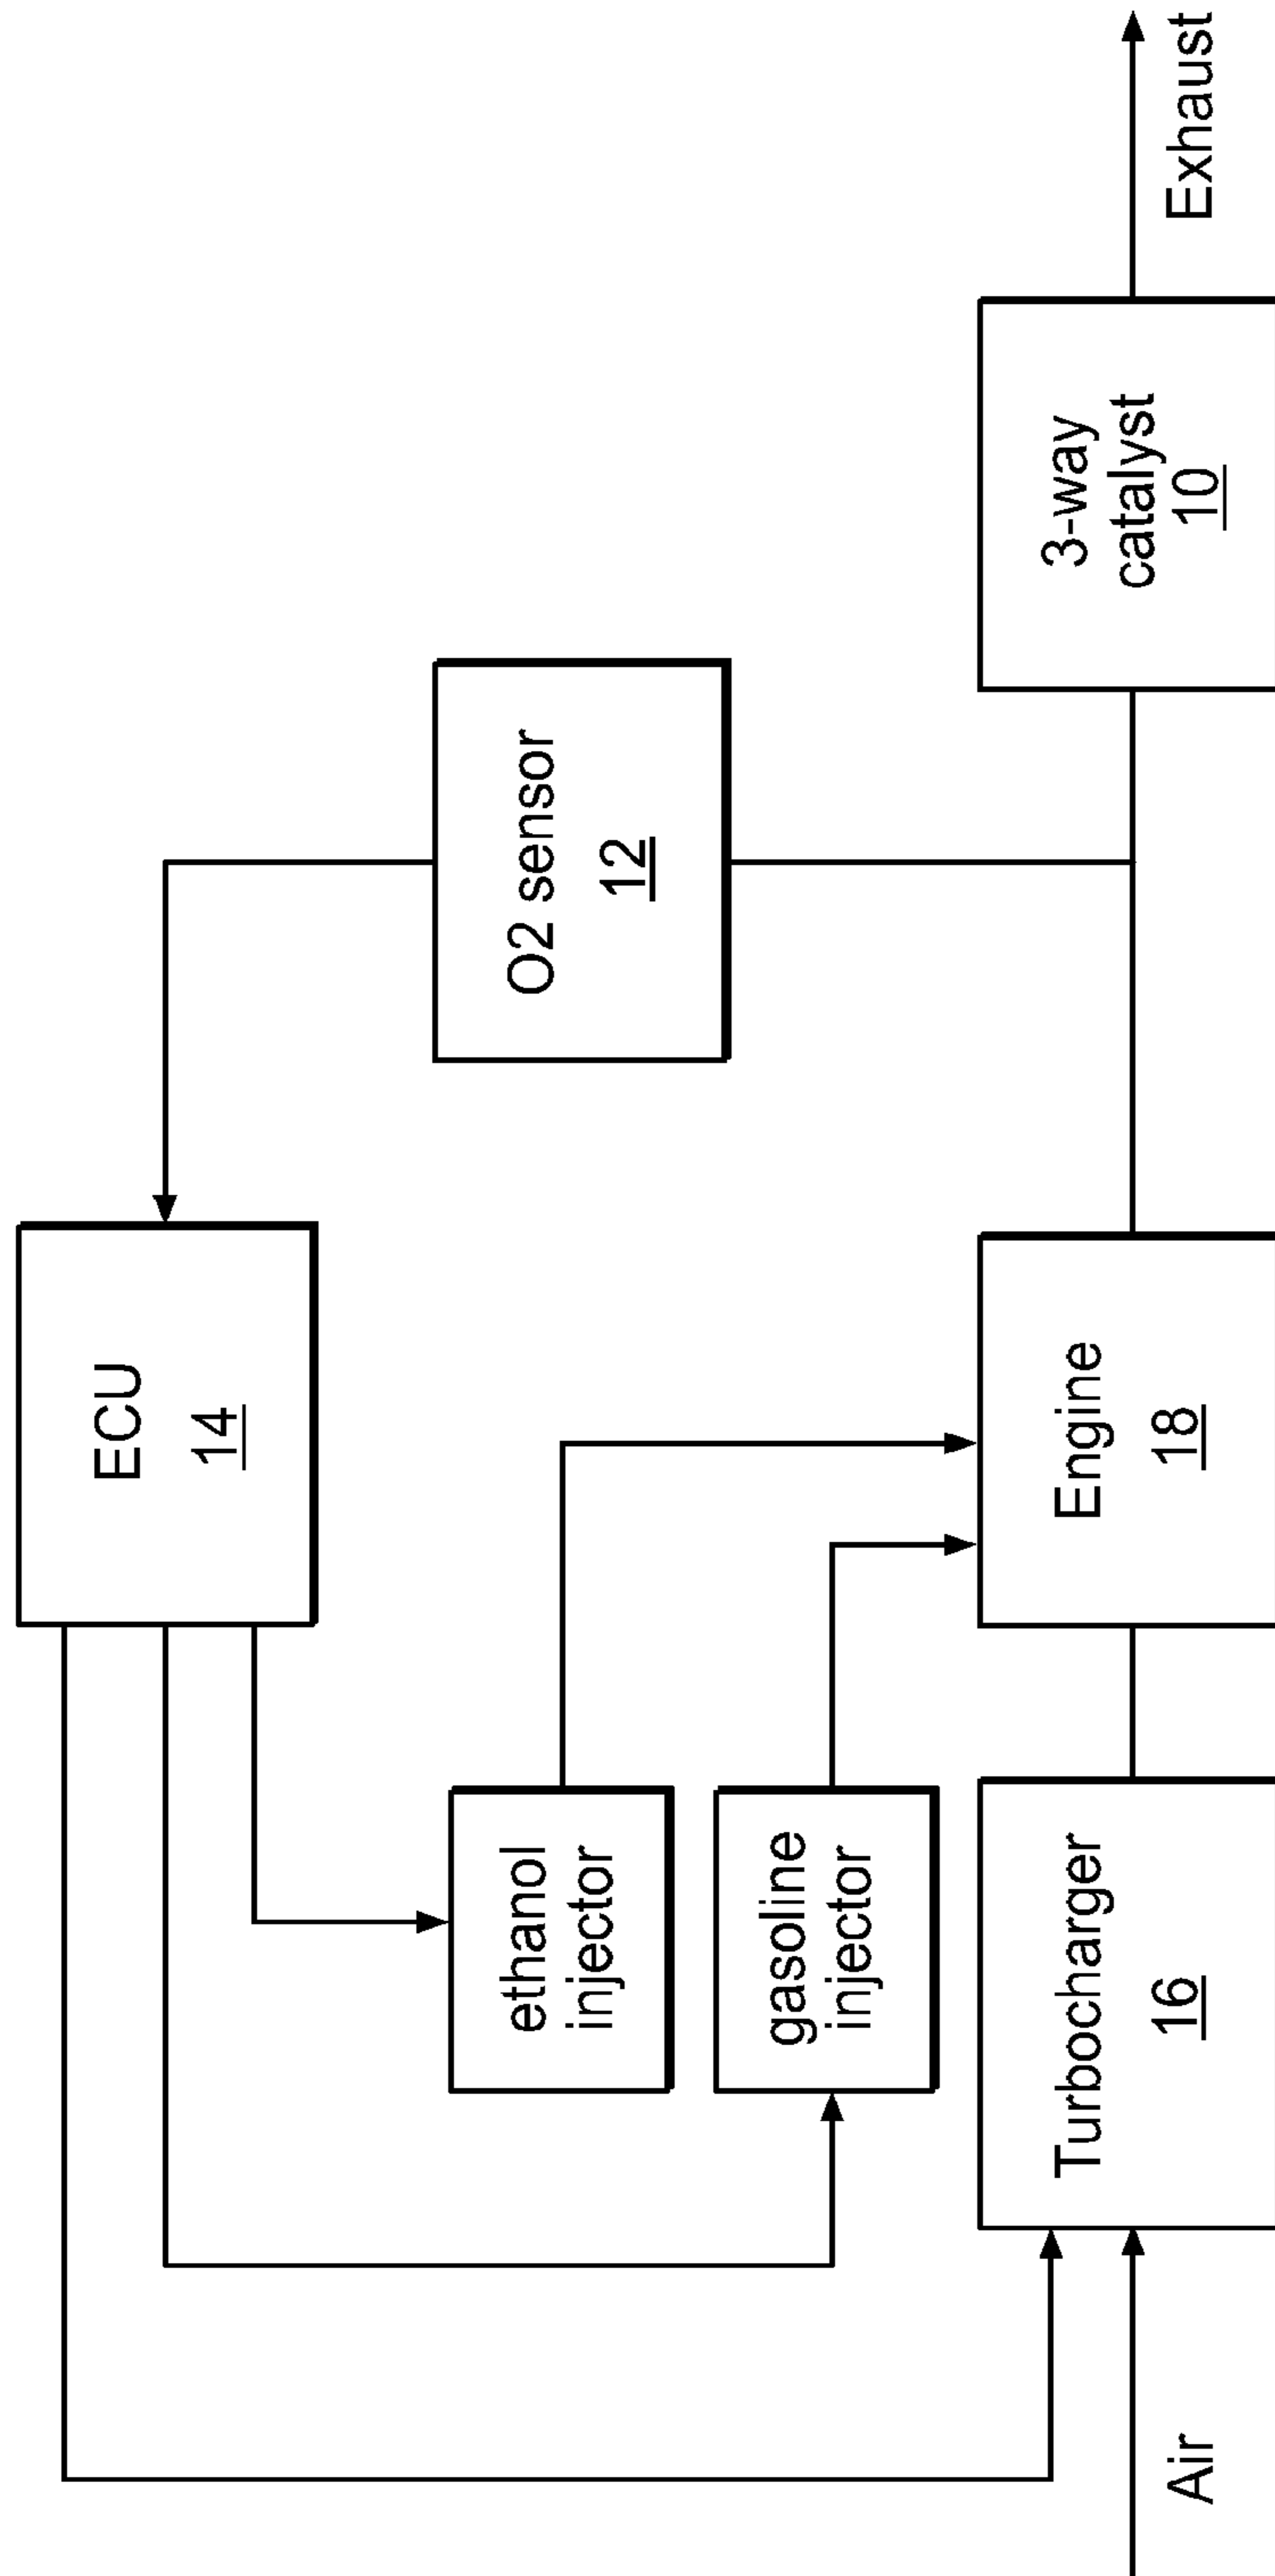 ECU
14
O2 sensor
12
ethanol
injector
gasoline
injector
Air
Turbocharger
16
Engine
18
3-way
catalyst
10
Exhaust